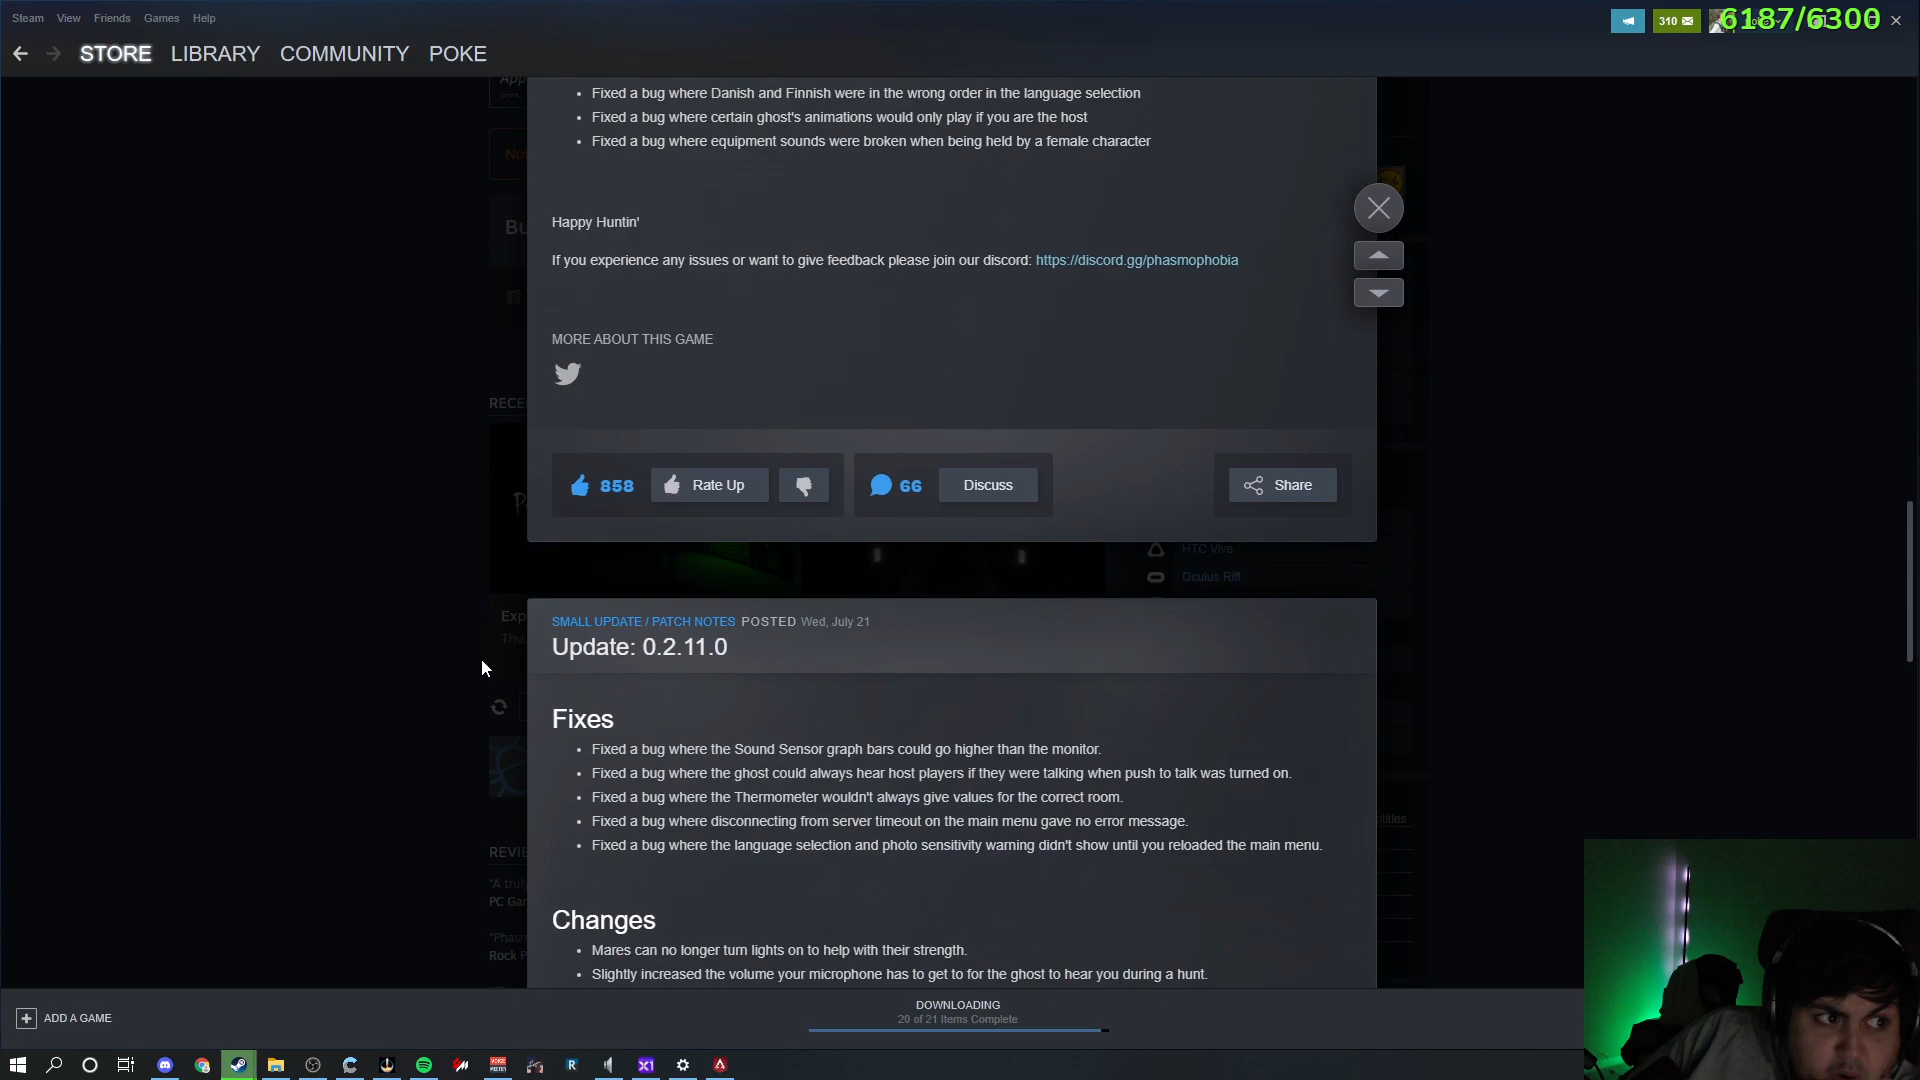 Steam View Friends Games Help
310
6187/6300
STORE LIBRARY COMMUNITY POKE
Fixed a bug where Danish and Finnish were in the wrong order in the language selection
Fixed a bug where certain ghost's animations would only play if you are the host
Fixed a bug where equipment sounds were broken when being held by a female character
Happy Huntin'
If you experience any issues or want to give feedback please join our discord: https://discord.gg/phasmophobia
MORE ABOUT THIS GAME
858 Rate Up 66 Discuss Share
HTC Vive
Oculus Rift
SMALL UPDATE / PATCH NOTES POSTED Wed, July 21
Update: 0.2.11.0
Fixes
Fixed a bug where the Sound Sensor graph bars could go higher than the monitor.
Fixed a bug where the ghost could always hear host players if they were talking when push to talk was turned on.
Fixed a bug where the Thermometer wouldn't always give values for the correct room.
Fixed a bug where disconnecting from server timeout on the main menu gave no error message.
Fixed a bug where the language selection and photo sensitivity warning didn't show until you reloaded the main menu.
Changes
Mares can no longer turn lights on to help with their strength.
Slightly increased the volume your microphone has to get to for the ghost to hear you during a hunt.
ADD A GAME
DOWNLOADING
20 of 21 Items Complete